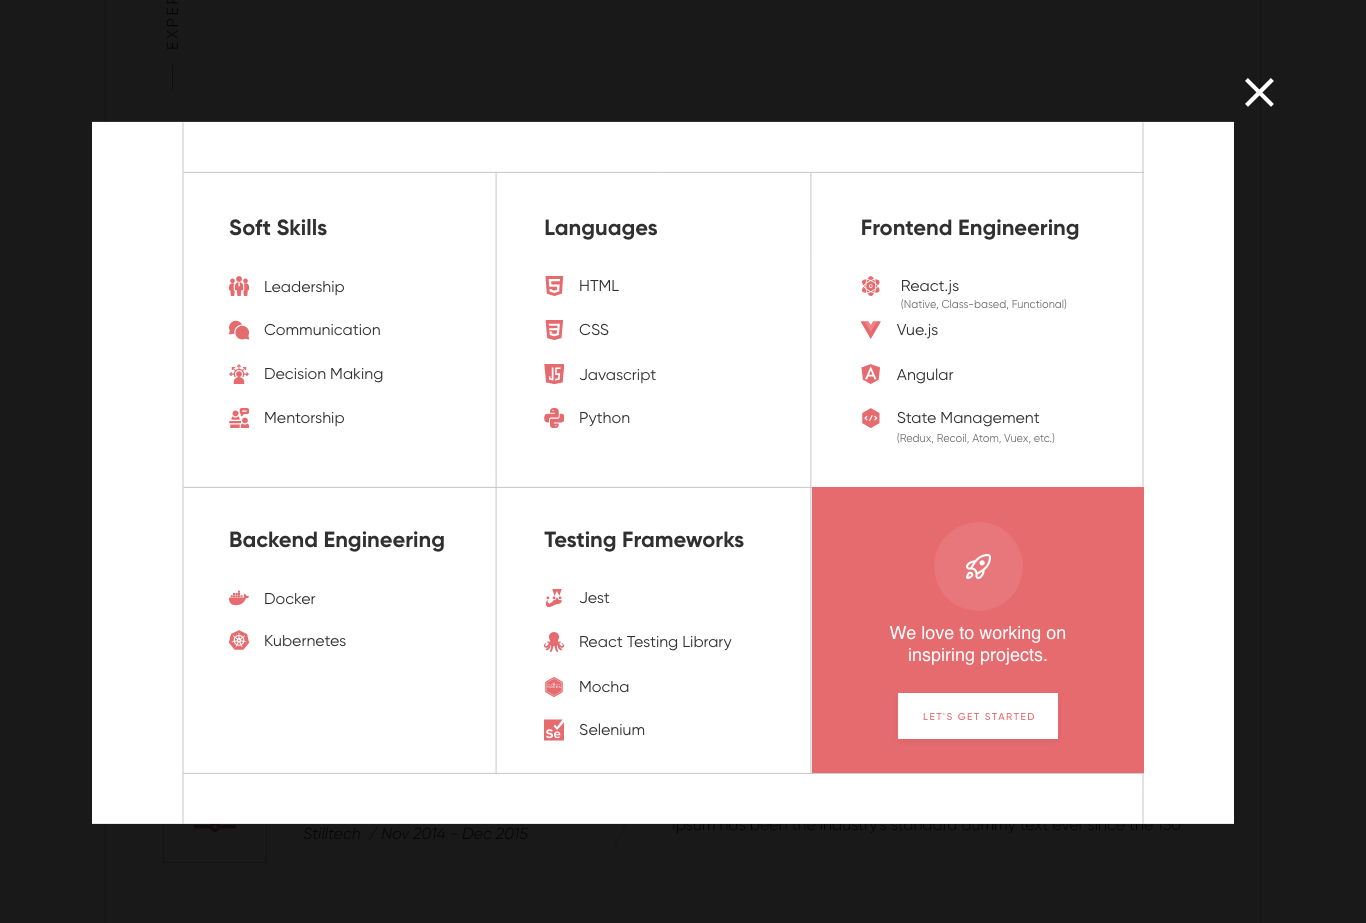 Soft Skills
Leadership
Communication
Decision Making
Mentorship
Languages
HTML
CSS
Javascript
Python
Frontend Engineering
React.js
(Native, Class-based, Functional)
Vue.js
Angular
State Management
(Redux, Recoil, Atom, Vuex, etc.)
Backend Engineering
Docker
Kubernetes
Testing Frameworks
Jest
React Testing Library
Mocha
Se
Selenium
We love to working on
inspiring projects.
LET'S GET STARTED
Stilltech / Nov 2014 - Dec 2015
Ipsum has been the industry's standard dummy text ever since the 150